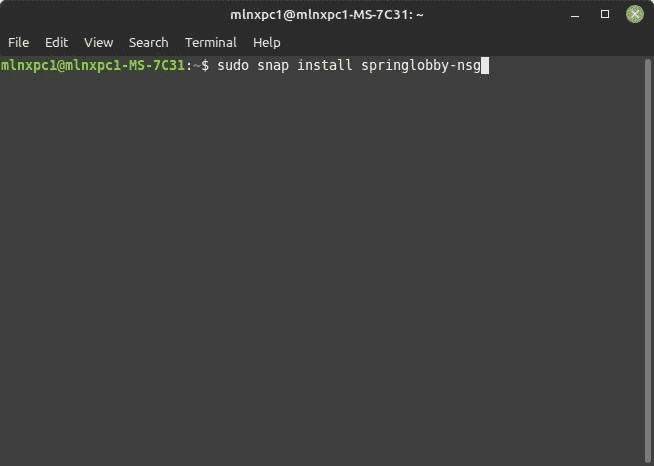 mlnxpc1@mlnxpc1-MS-7C31: ~
File Edit View Search Terminal Help
mlnxpc1@mlnxpc1-MS-7C31:~$ sudo snap install springlobby-nsg